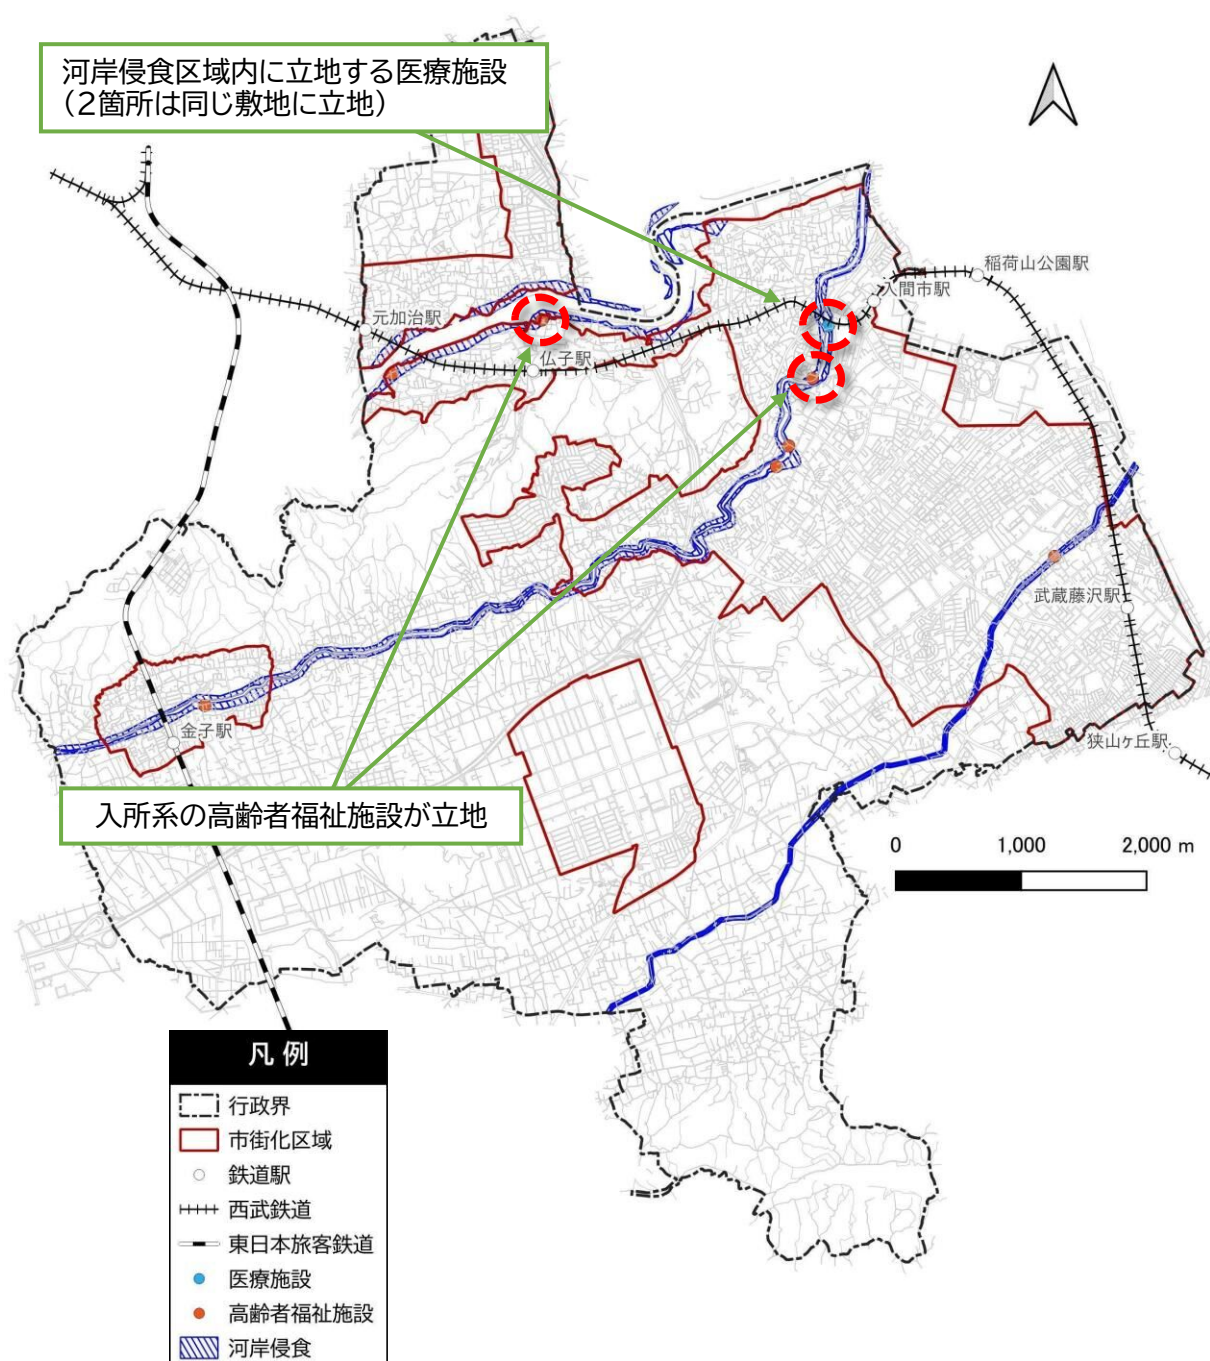 河岸侵食区域内に立地する医療施設
（2箇所は同じ敷地に立地）
稲荷山公園駅
入間市駅
元加治駅
仏子駅
武蔵藤沢駅
金子駅
狭山ヶ丘駅
入所系の高齢者福祉施設が立地
0 1,000 2,000 m
凡 例
行政界
市街化区域
鉄道駅
西武鉄道
東日本旅客鉄道
医療施設
高齢者福祉施設
河岸侵食